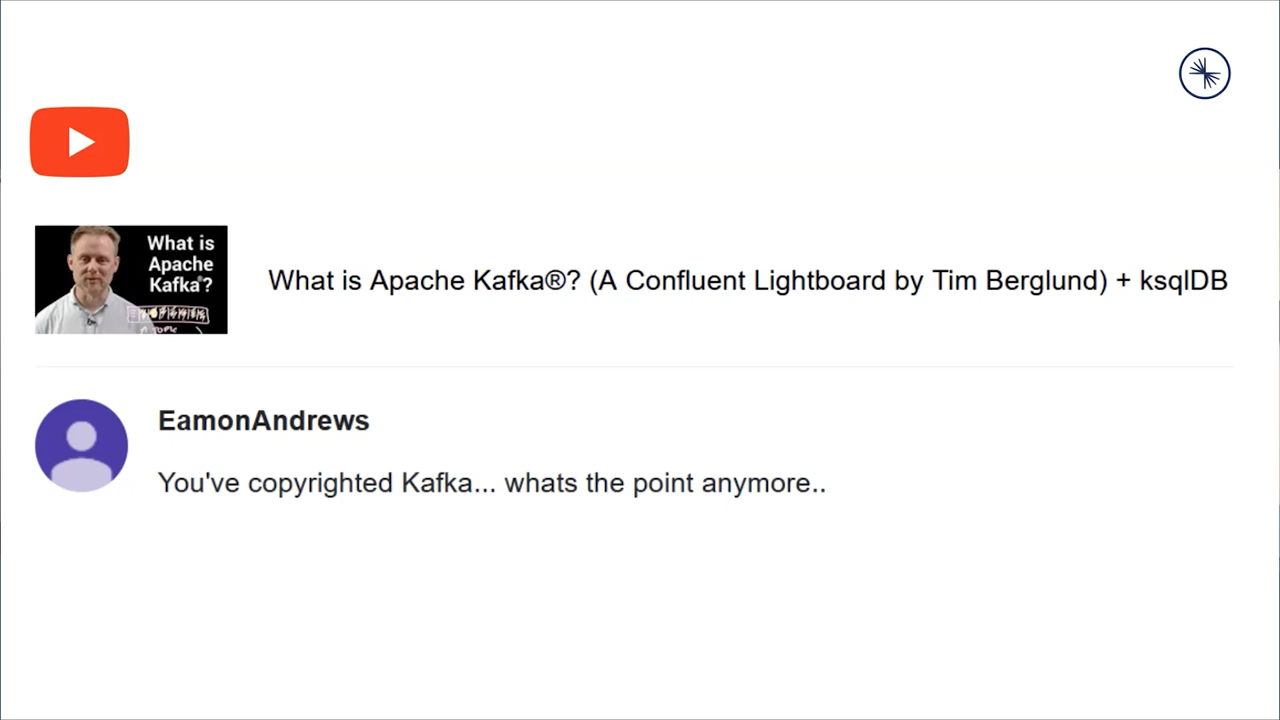 What is
Apache
Kafka®?
A TOPIC
What is Apache Kafka®? (A Confluent Lightboard by Tim Berglund) + ksqlDB
EamonAndrews
You've copyrighted Kafka... whats the point anymore..